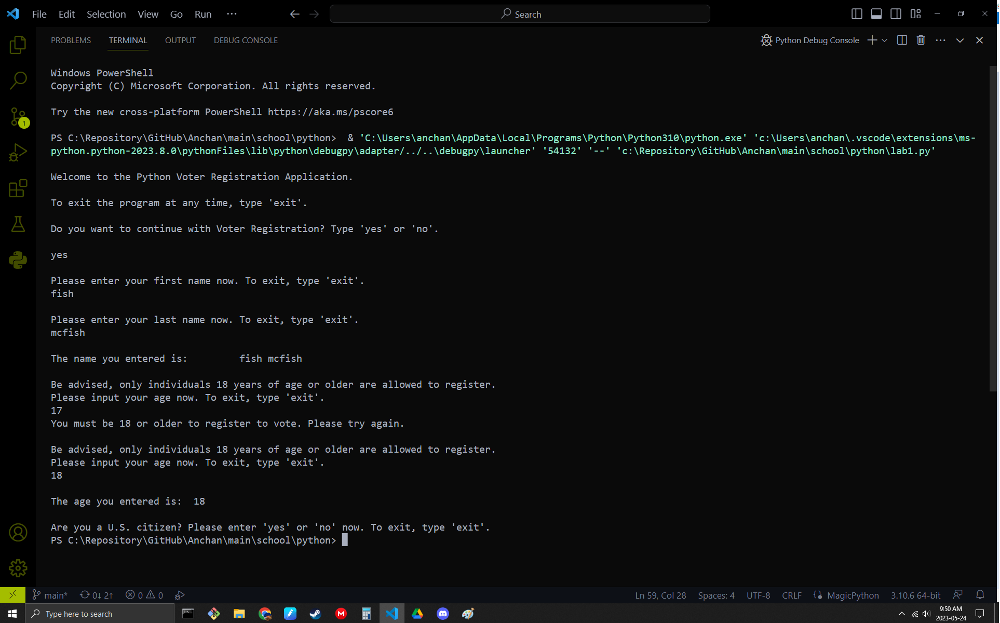 File Edit Selection View Go Run ···
Search
PROBLEMS TERMINAL OUTPUT DEBUG CONSOLE
Python Debug Console
Windows PowerShell
Copyright (C) Microsoft Corporation. All rights reserved.
Try the new cross-platform PowerShell https://aka.ms/pscore6
PS C:\Repository\GitHub\Anchan\main\school\python>  & 'C:\Users\anchan\AppData\Local\Programs\Python\Python310\python.exe' 'c:\Users\anchan\.vscode\extensions\ms-
python.python-2023.8.0\pythonFiles\lib\python\debugpy\adapter/../..\debugpy\launcher' '54132' '--' 'c:\Repository\GitHub\Anchan\main\school\python\lab1.py'
Welcome to the Python Voter Registration Application.
To exit the program at any time, type 'exit'.
Do you want to continue with Voter Registration? Type 'yes' or 'no'.
yes
Please enter your first name now. To exit, type 'exit'.
fish
Please enter your last name now. To exit, type 'exit'.
mcfish
The name you entered is:         fish mcfish
Be advised, only individuals 18 years of age or older are allowed to register.
Please input your age now. To exit, type 'exit'.
17
You must be 18 or older to register to vote. Please try again.
Be advised, only individuals 18 years of age or older are allowed to register.
Please input your age now. To exit, type 'exit'.
18
The age you entered is:  18
Are you a U.S. citizen? Please enter 'yes' or 'no' now. To exit, type 'exit'.
PS C:\Repository\GitHub\Anchan\main\school\python>
1
main* 0↓ 2↑ 0 0 Ln 59, Col 28 Spaces: 4 UTF-8 CRLF MagicPython 3.10.6 64-bit
Type here to search
M
9:50 AM
2023-05-24